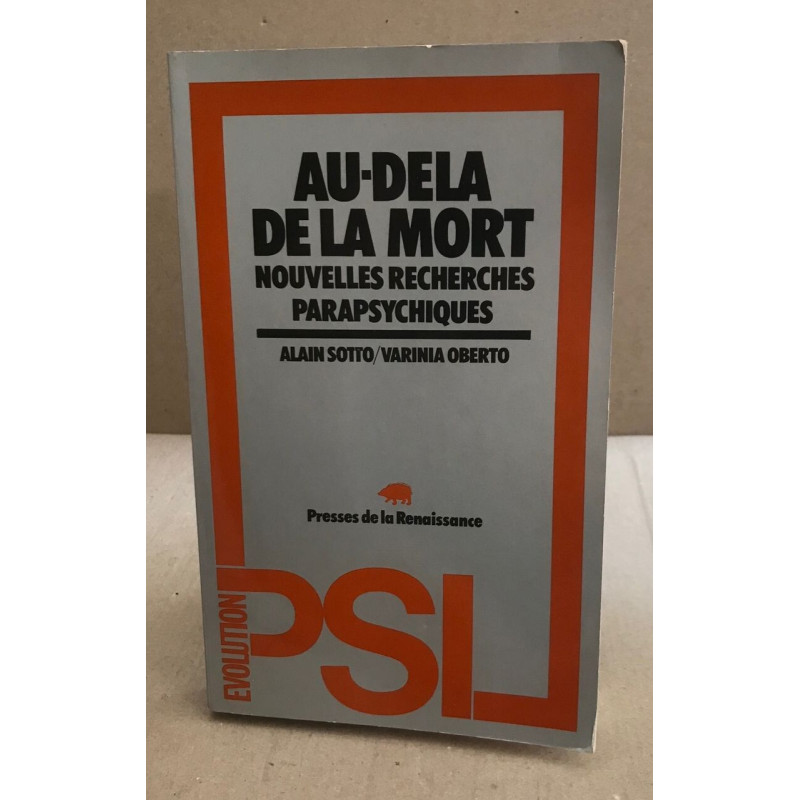 AU-DELA
DE LA MORT
NOUVELLES RECHERCHES
PARAPSYCHIQUES
ALAIN SOTTO/VARINIA OBERTO
Presses de la Renaissance
EVOLUTION
PSI